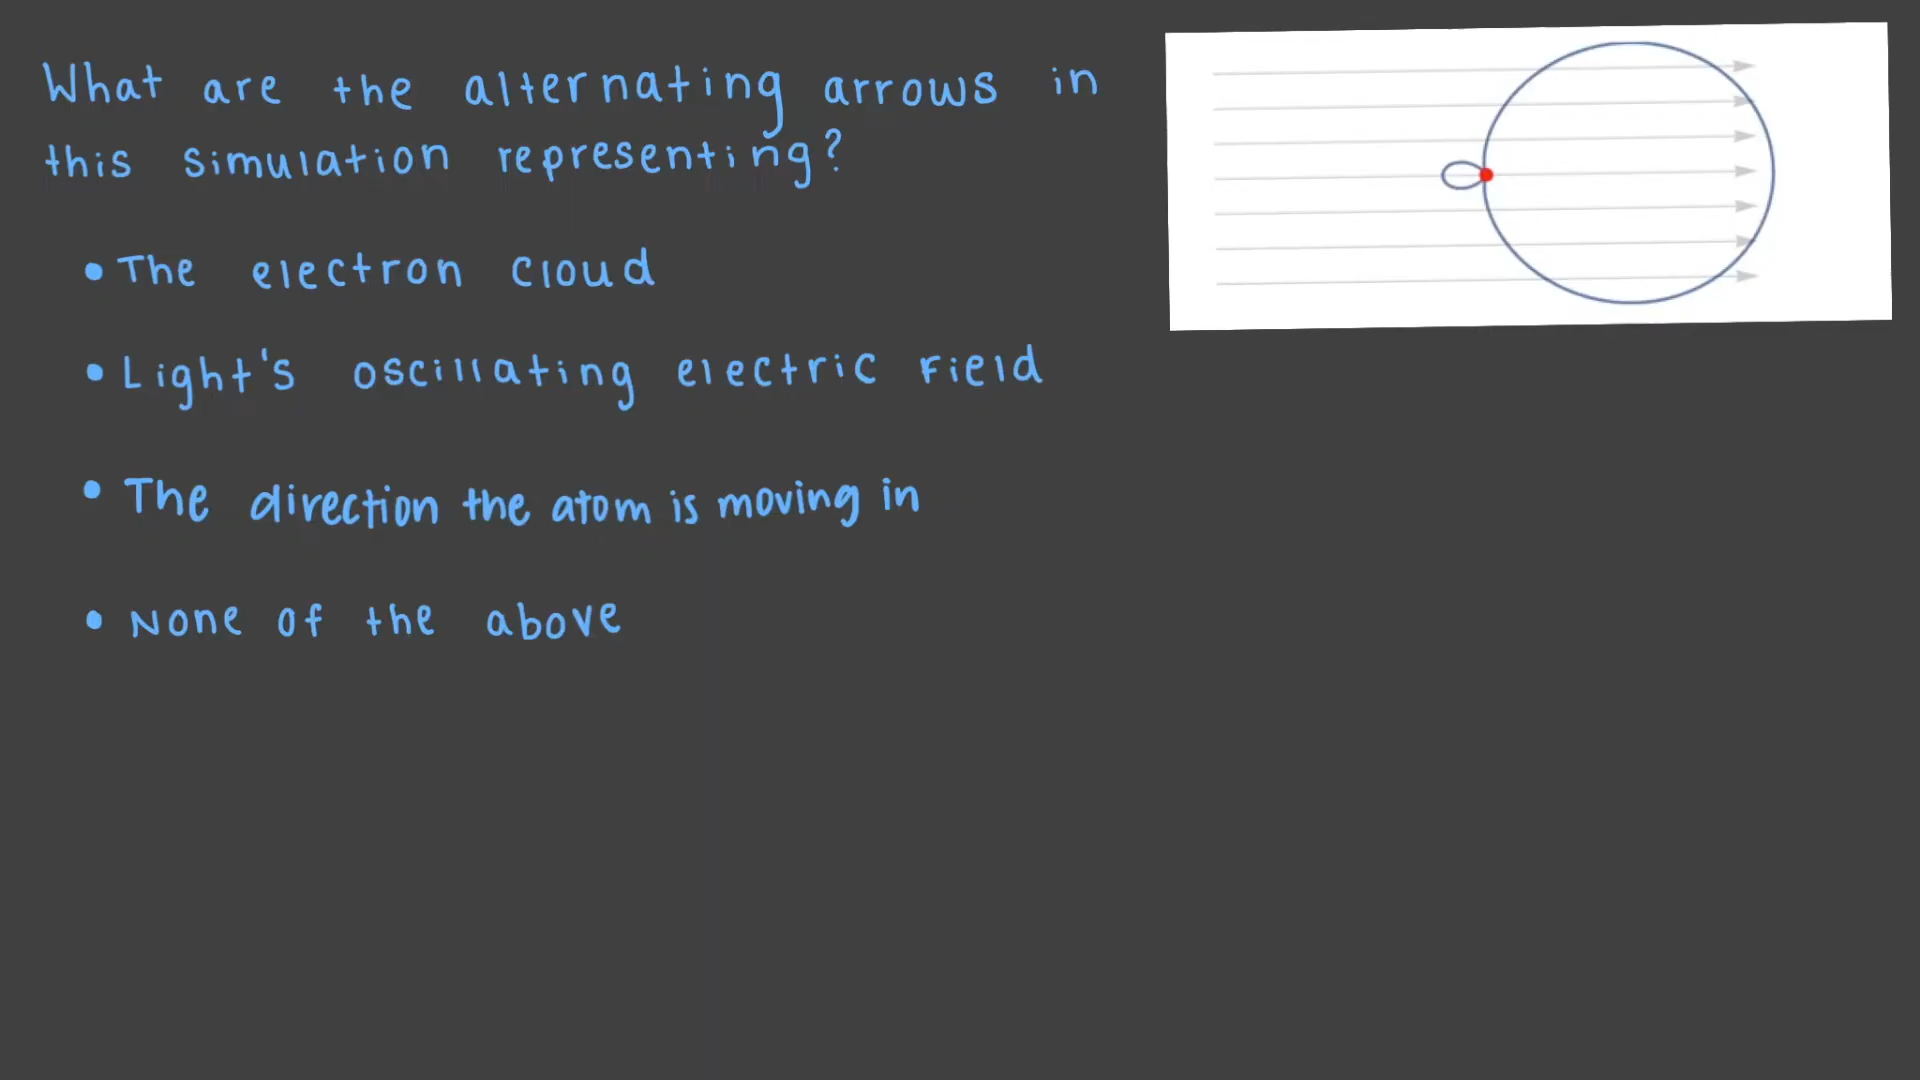 What are the alternating arrows in
this simulation representing?
• The electron cloud
• Light's oscillating electric field
• The direction the atom is moving in
• None of the above